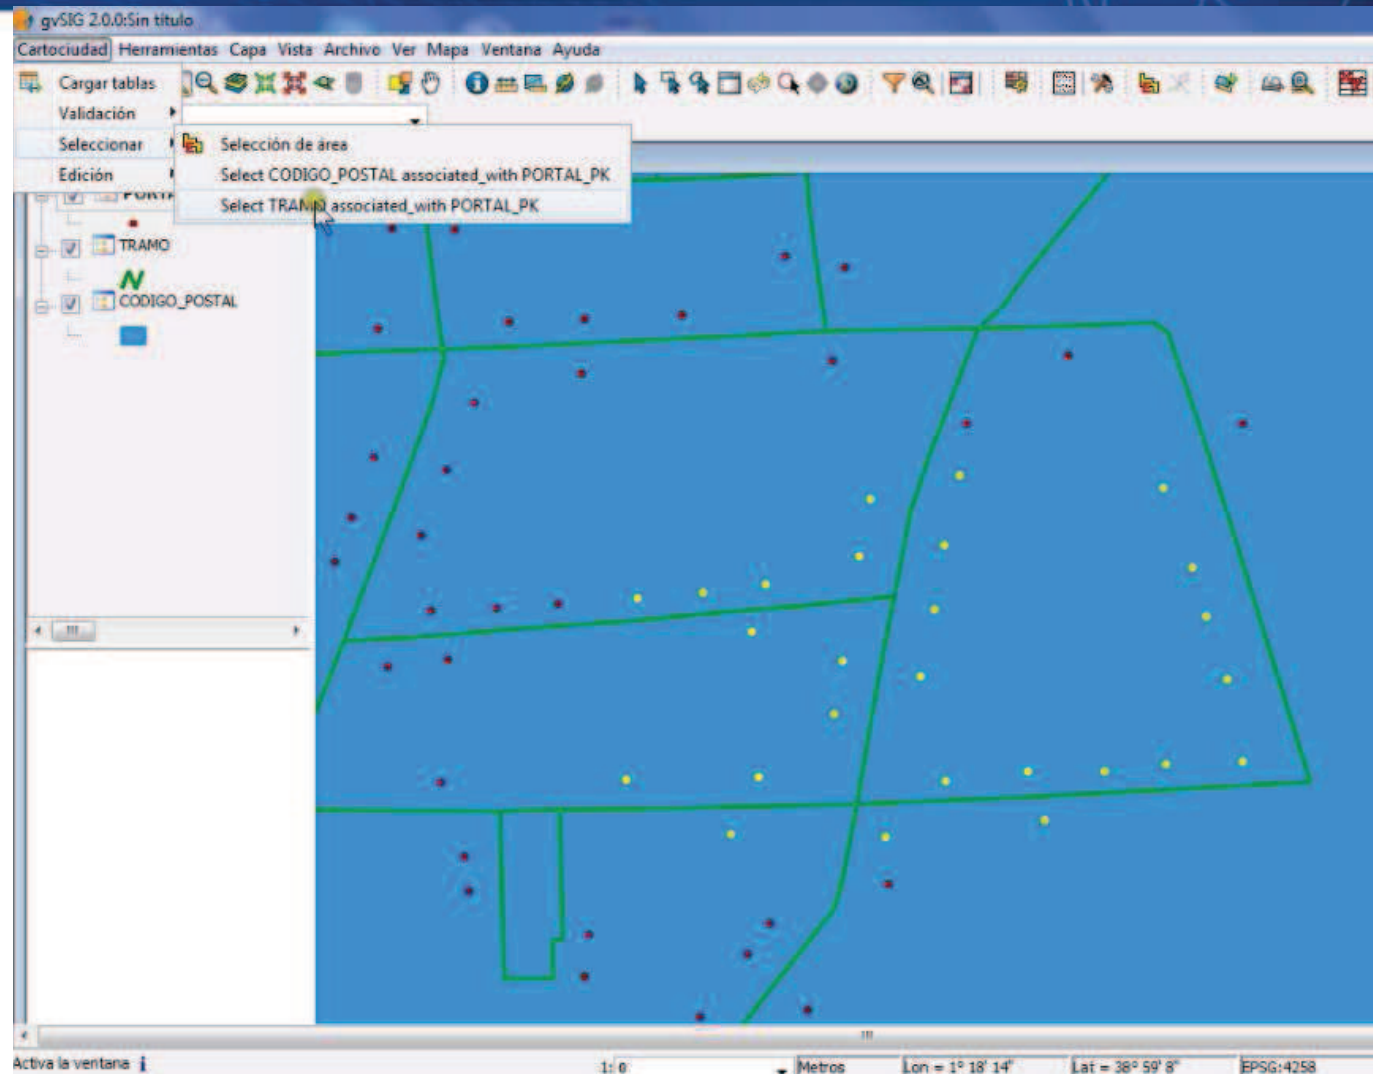 gvSIG 2.0.0:Sin título
Cartociudad Herramientas Capa Vista Archivo Ver Mapa Ventana Ayuda
Cargar tablas
Validación
Seleccionar
Selección de área
Edición
Select CODIGO_POSTAL associated_with PORTAL_PK
Select TRAMO associated_with PORTAL_PK
TRAMO
CODIGO_POSTAL
Activa la ventana
1: 0
Metros
Lon = 1º 18' 14"
Lat = 38º 59' 8"
EPSG:4258